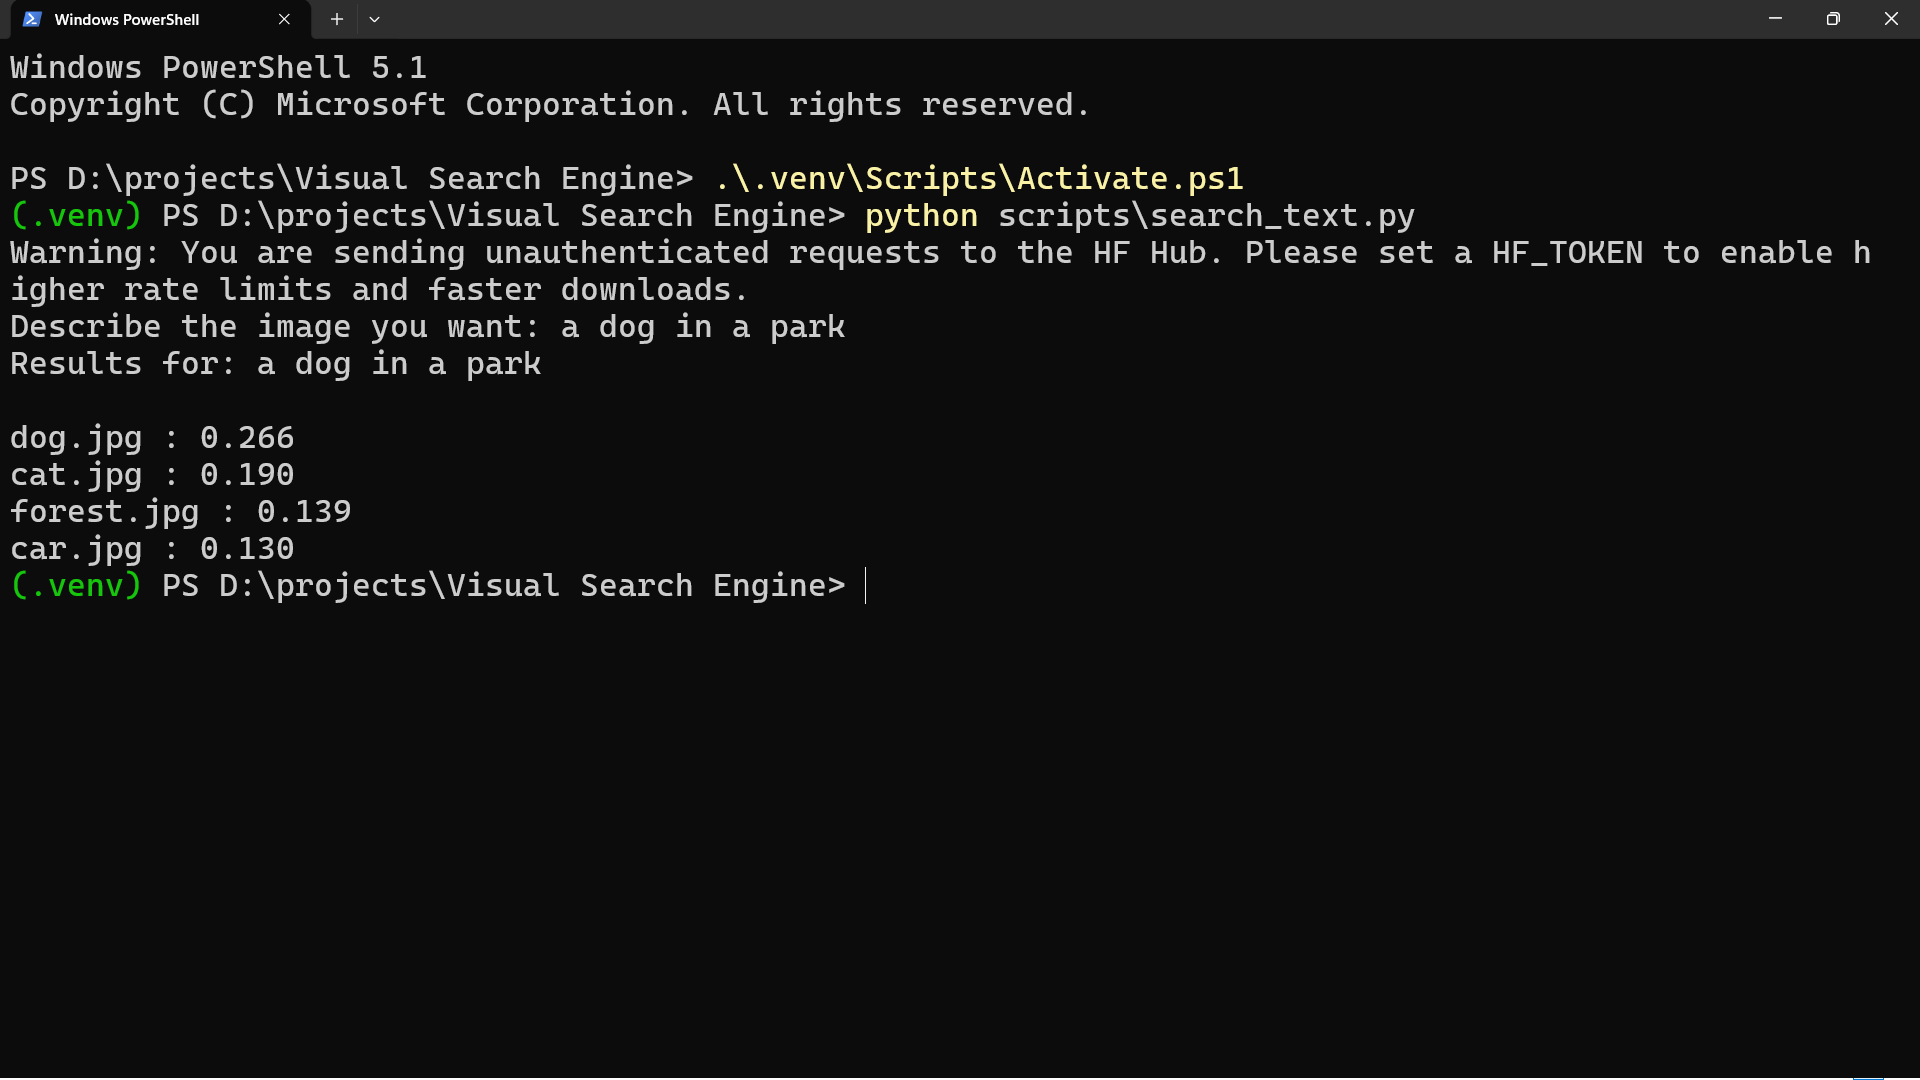 Windows PowerShell
Windows PowerShell 5.1
Copyright (C) Microsoft Corporation. All rights reserved.
PS D:\projects\Visual Search Engine> .\.venv\Scripts\Activate.ps1
(.venv) PS D:\projects\Visual Search Engine> python scripts\search_text.py
Warning: You are sending unauthenticated requests to the HF Hub. Please set a HF_TOKEN to enable h
igher rate limits and faster downloads.
Describe the image you want: a dog in a park
Results for: a dog in a park
dog.jpg : 0.266
cat.jpg : 0.190
forest.jpg : 0.139
car.jpg : 0.130
(.venv) PS D:\projects\Visual Search Engine>